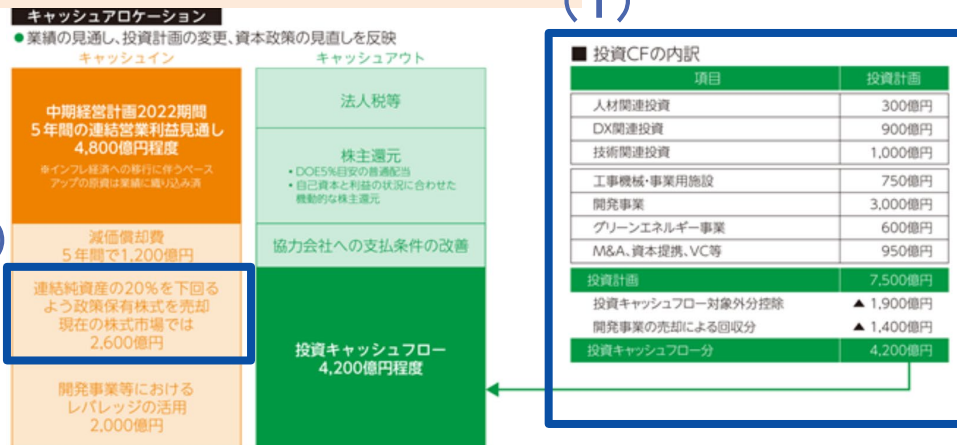 (1)
キャッシュアロケーション
●業績の見通し、投資計画の変更、資本政策の見直しを反映
キャッシュイン
中期経営計画2022期間
5年間の連結営業利益見通し
4,800億円程度
※インフレ経済への移行に伴うベース
アップの原資は業績に織り込み済
減価償却費
5年間で1,200億円
連結純資産の20%を下回る
よう政策保有株式を売却
現在の株式市場では
2,600億円
開発事業等における
レバレッジの活用
2,000億円
キャッシュアウト
法人税等
株主還元
・DOE5%目安の普通配当
・自己資本と利益の状況に合わせた
機動的な株主還元
協力会社への支払条件の改善
投資キャッシュフロー
4,200億円程度
■ 投資CFの内訳
項目 投資計画
人材関連投資 300億円
DX関連投資 900億円
技術関連投資 1,000億円
工事機械・事業用施設 750億円
開発事業 3,000億円
グリーンエネルギー事業 600億円
M&A、資本提携、VC等 950億円
投資計画 7,500億円
投資キャッシュフロー対象外分控除 ▲ 1,900億円
開発事業の売却による回収分 ▲ 1,400億円
投資キャッシュフロー分 4,200億円